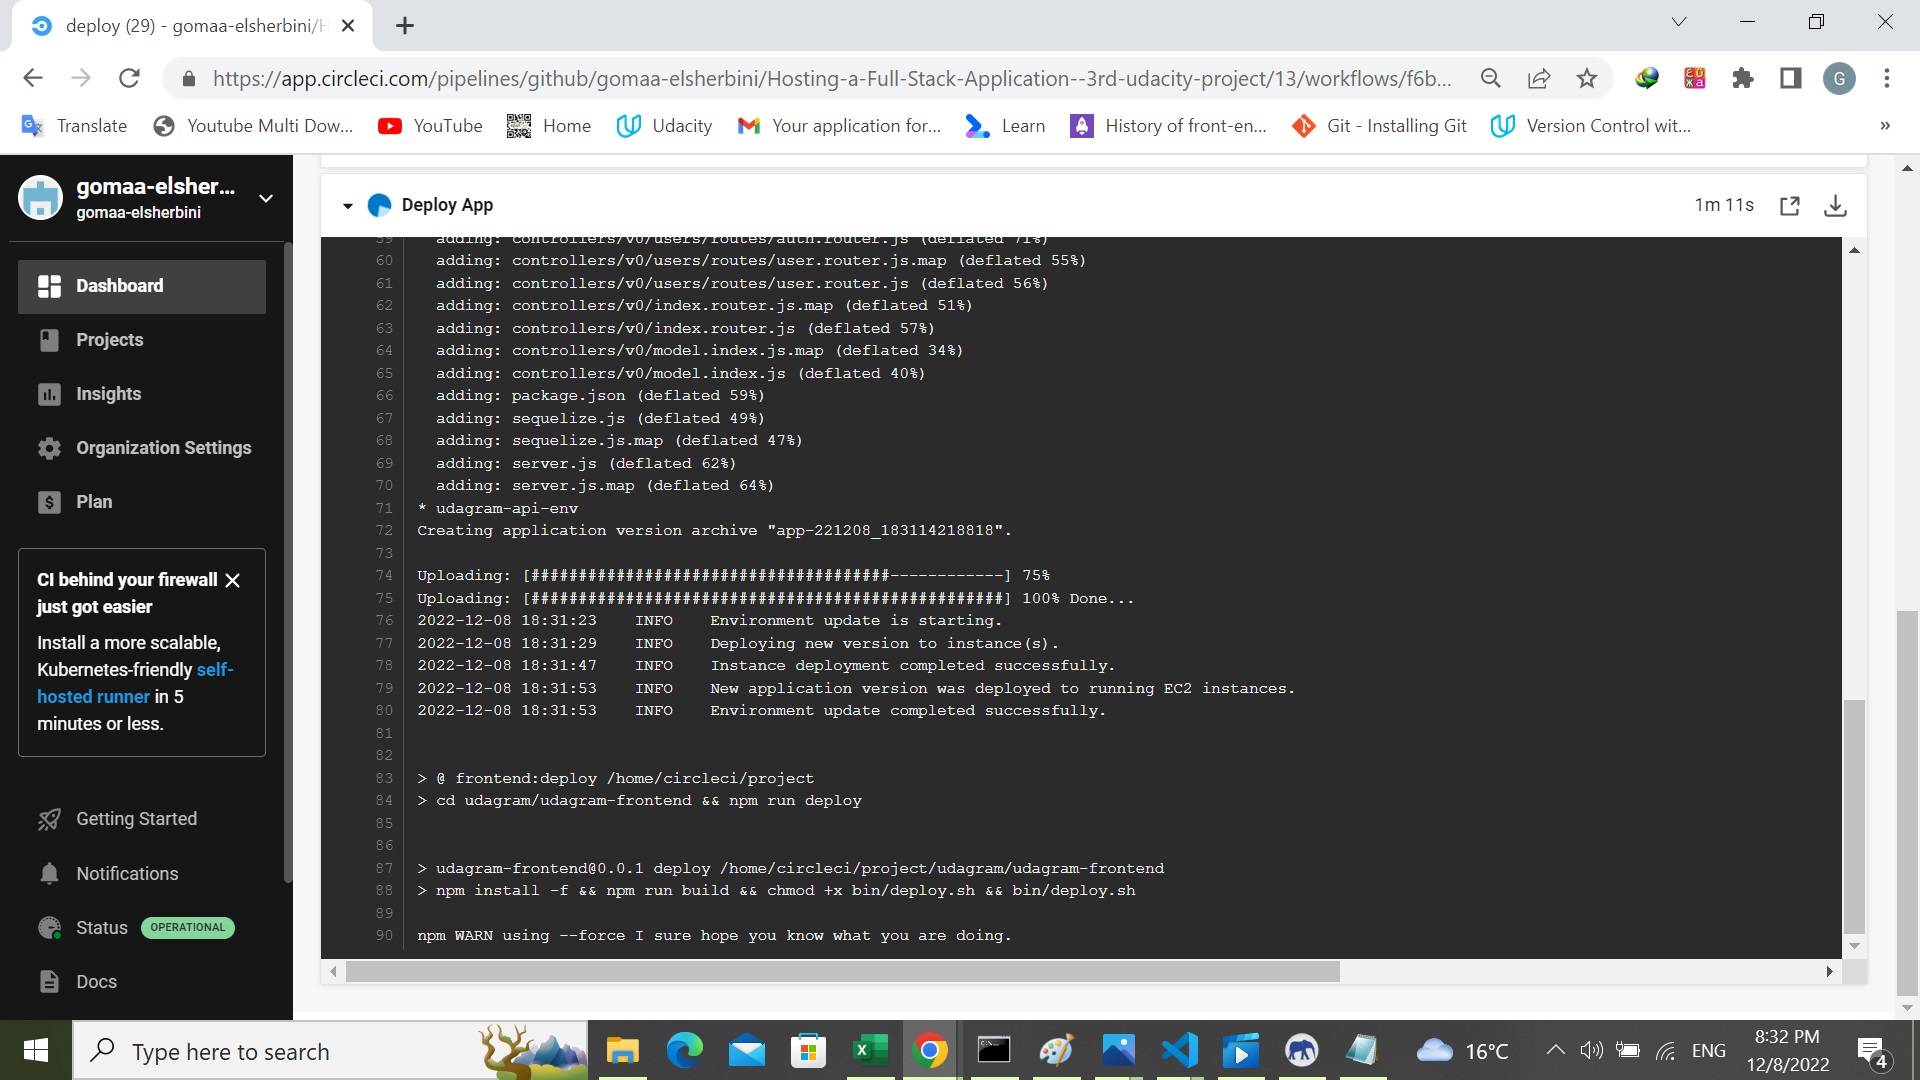 deploy (29) - gomaa-elsherbini/H
https://app.circleci.com/pipelines/github/gomaa-elsherbini/Hosting-a-Full-Stack-Application--3rd-udacity-project/13/workflows/f6b...
G
Translate
Youtube Multi Dow...
YouTube
Home
Udacity
Your application for...
Learn
History of front-en...
Git - Installing Git
Version Control wit...
»
gomaa-elsher...
gomaa-elsherbini
Dashboard
Projects
Insights
Organization Settings
Plan
CI behind your firewall
just got easier
Install a more scalable,
Kubernetes-friendly self-
hosted runner in 5
minutes or less.
Getting Started
Notifications
Status OPERATIONAL
Docs
Deploy App
1m 11s
59 adding: controllers/v0/users/routes/auth.router.js (deflated 71%)
60 adding: controllers/v0/users/routes/user.router.js.map (deflated 55%)
61 adding: controllers/v0/users/routes/user.router.js (deflated 56%)
62 adding: controllers/v0/index.router.js.map (deflated 51%)
63 adding: controllers/v0/index.router.js (deflated 57%)
64 adding: controllers/v0/model.index.js.map (deflated 34%)
65 adding: controllers/v0/model.index.js (deflated 40%)
66 adding: package.json (deflated 59%)
67 adding: sequelize.js (deflated 49%)
68 adding: sequelize.js.map (deflated 47%)
69 adding: server.js (deflated 62%)
70 adding: server.js.map (deflated 64%)
71 * udagram-api-env
72 Creating application version archive "app-221208_183114218818".
73
74 Uploading: [######################################------------] 75%
75 Uploading: [##################################################] 100% Done...
76 2022-12-08 18:31:23    INFO    Environment update is starting.
77 2022-12-08 18:31:29    INFO    Deploying new version to instance(s).
78 2022-12-08 18:31:47    INFO    Instance deployment completed successfully.
79 2022-12-08 18:31:53    INFO    New application version was deployed to running EC2 instances.
80 2022-12-08 18:31:53    INFO    Environment update completed successfully.
81
82
83 > @ frontend:deploy /home/circleci/project
84 > cd udagram/udagram-frontend && npm run deploy
85
86
87 > udagram-frontend@0.0.1 deploy /home/circleci/project/udagram/udagram-frontend
88 > npm install -f && npm run build && chmod +x bin/deploy.sh && bin/deploy.sh
89
90 npm WARN using --force I sure hope you know what you are doing.
Type here to search
16°C
ENG
8:32 PM
12/8/2022
4